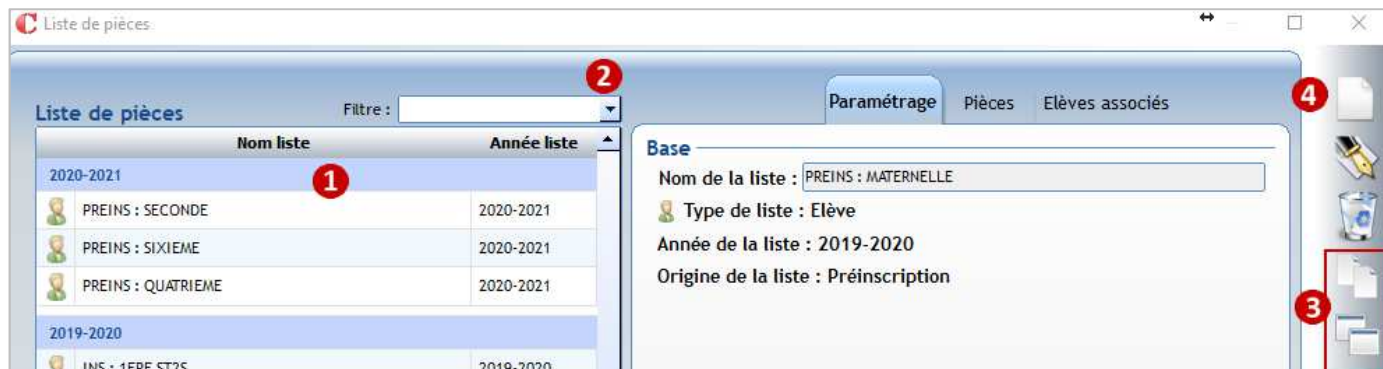 Liste de pièces
2
Liste de pièces Filtre :
Nom liste Année liste
2020-2021
1
PREINS : SECONDE 2020-2021
PREINS : SIXIEME 2020-2021
PREINS : QUATRIEME 2020-2021
2019-2020
INS : 1ERE ST2S 2019-2020
Paramétrage Pièces Elèves associés
4
Base
Nom de la liste : PREINS : MATERNELLE
Type de liste : Elève
Année de la liste : 2019-2020
Origine de la liste : Préinscription
3